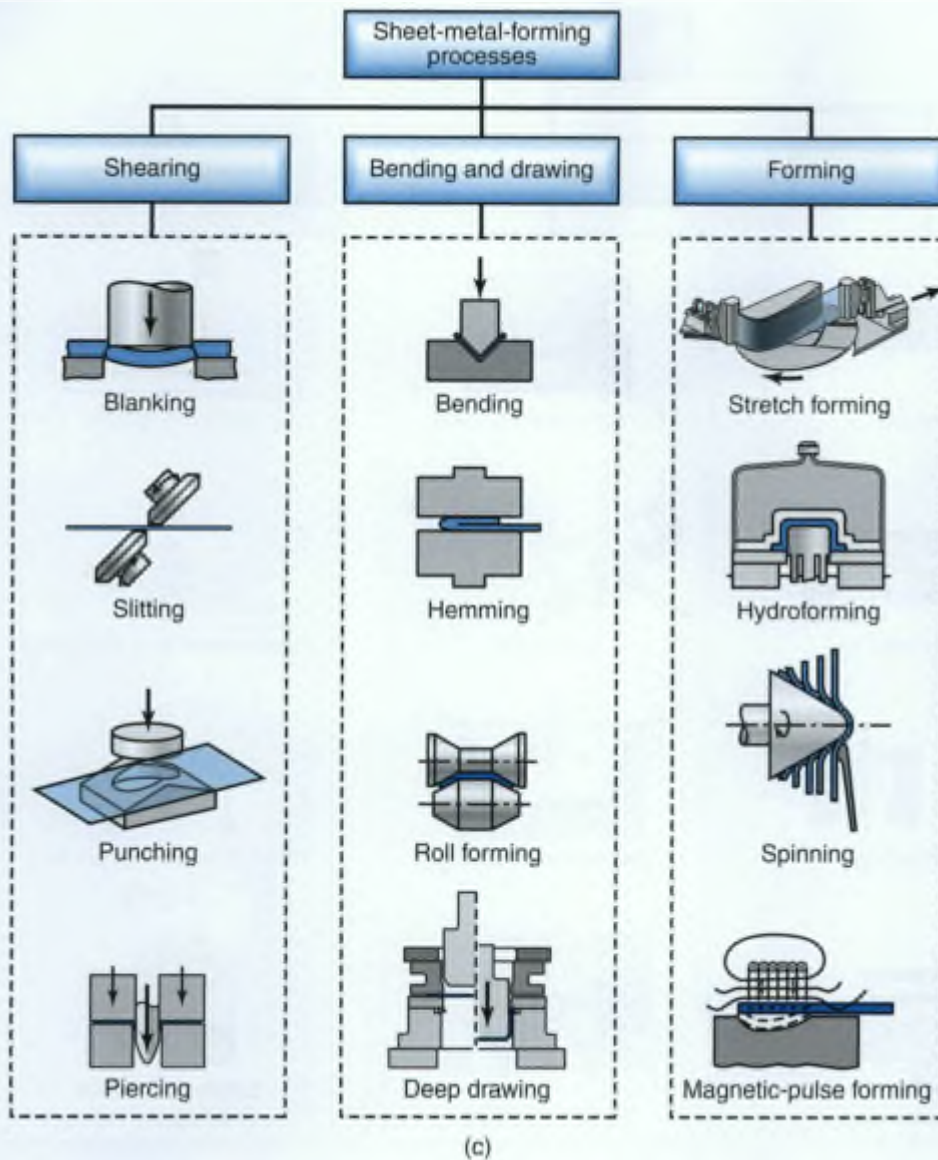 Sheet-metal-forming
processes
Shearing
Bending and drawing
Forming
Blanking
Bending
Stretch forming
Slitting
Hemming
Hydroforming
Punching
Roll forming
Spinning
Piercing
Deep drawing
Magnetic-pulse forming
(c)